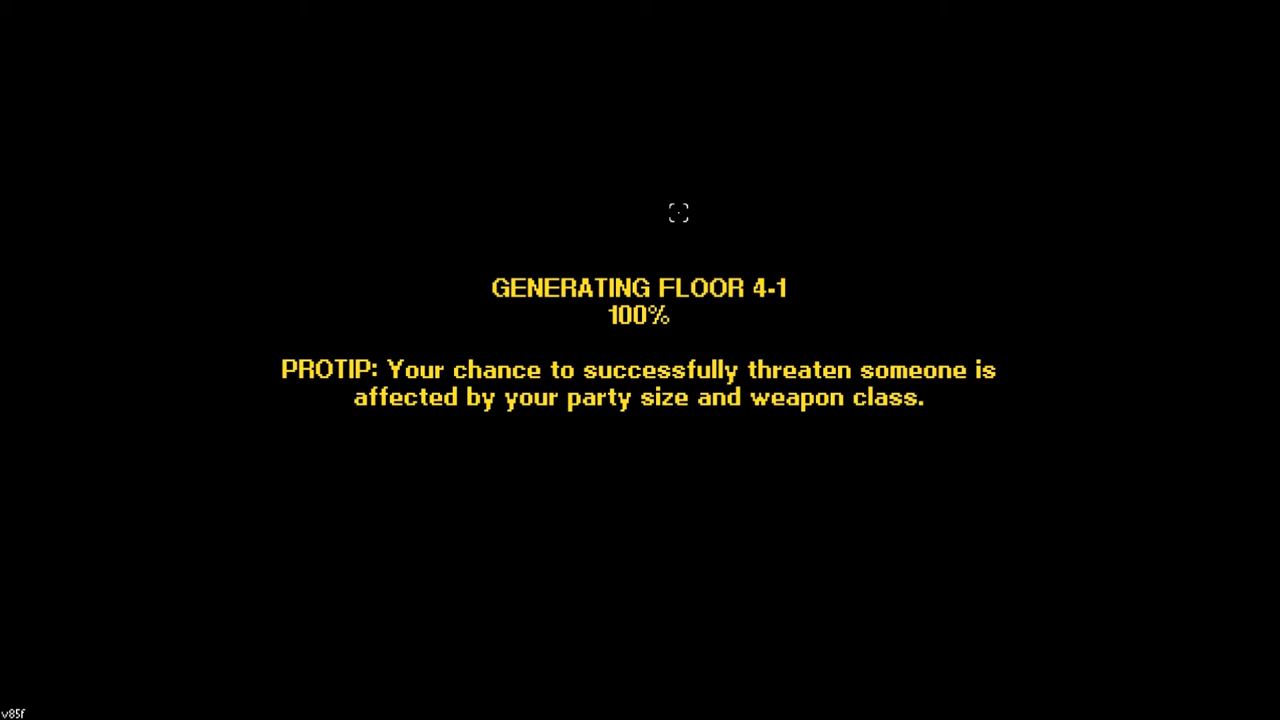 GENERATING FLOOR 4-1
100%
PROTIP: Your chance to successfully threaten someone is
affected by your party size and weapon class.
v85f